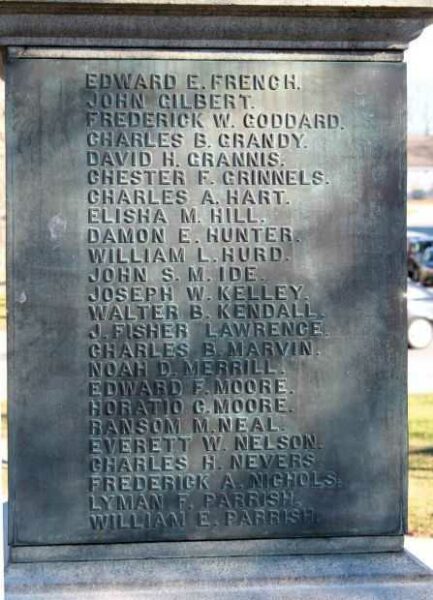 EDWARD E. FRENCH.
JOHN GILBERT.
FREDERICK W. GODDARD.
CHARLES B. GRANDY.
DAVID H. GRANNIS.
CHESTER F. GRINNELS.
CHARLES A. HART.
ELISHA M. HILL.
DAMON E. HUNTER.
WILLIAM L. HURD.
JOHN S. M. IDE.
JOSEPH W. KELLEY.
WALTER B. KENDALL.
J. FISHER LAWRENCE.
CHARLES B. MARVIN.
NOAH D. MERRILL.
EDWARD F. MOORE.
HORATIO C. MOORE.
RANSOM M. NEAL.
EVERETT W. NELSON.
CHARLES H. NEVERS.
FREDERICK A. NICHOLS.
LYMAN F. PARRISH.
WILLIAM E. PARRISH.